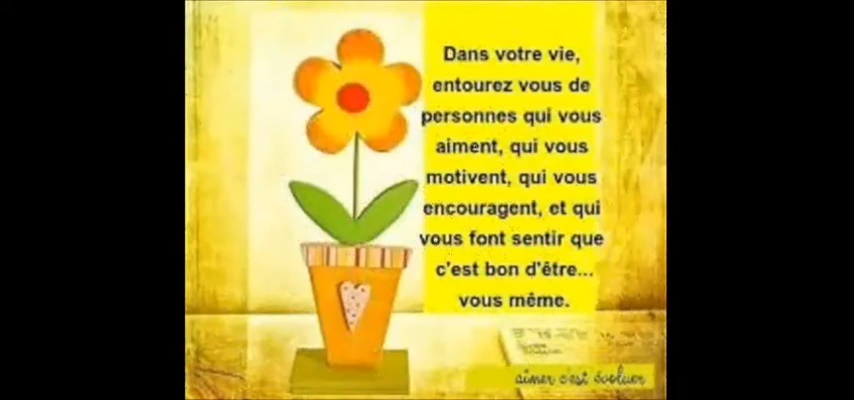 Dans votre vie,
entourez vous de
personnes qui vous
aiment, qui vous
motivent, qui vous
encouragent, et qui
vous font sentir que
c'est bon d'être...
vous même.
aimer c'est évoluer